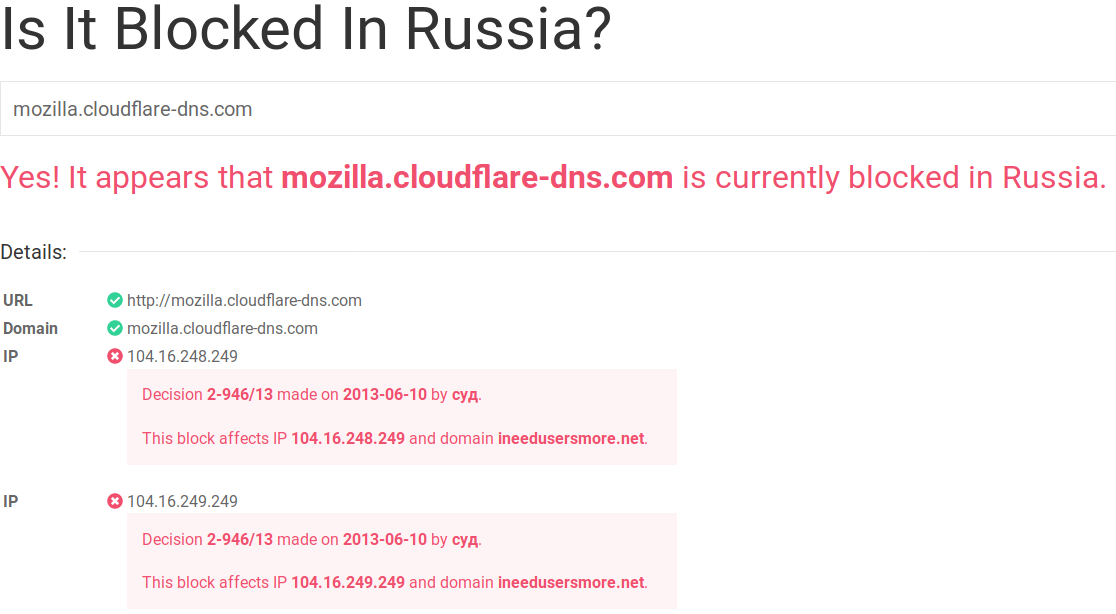 Is It Blocked In Russia?
mozilla.cloudflare-dns.com
Yes! It appears that mozilla.cloudflare-dns.com is currently blocked in Russia.
Details:
URL http://mozilla.cloudflare-dns.com
Domain mozilla.cloudflare-dns.com
IP 104.16.248.249
Decision 2-946/13 made on 2013-06-10 by суд.
This block affects IP 104.16.248.249 and domain ineedusersmore.net.
IP 104.16.249.249
Decision 2-946/13 made on 2013-06-10 by суд.
This block affects IP 104.16.249.249 and domain ineedusersmore.net.